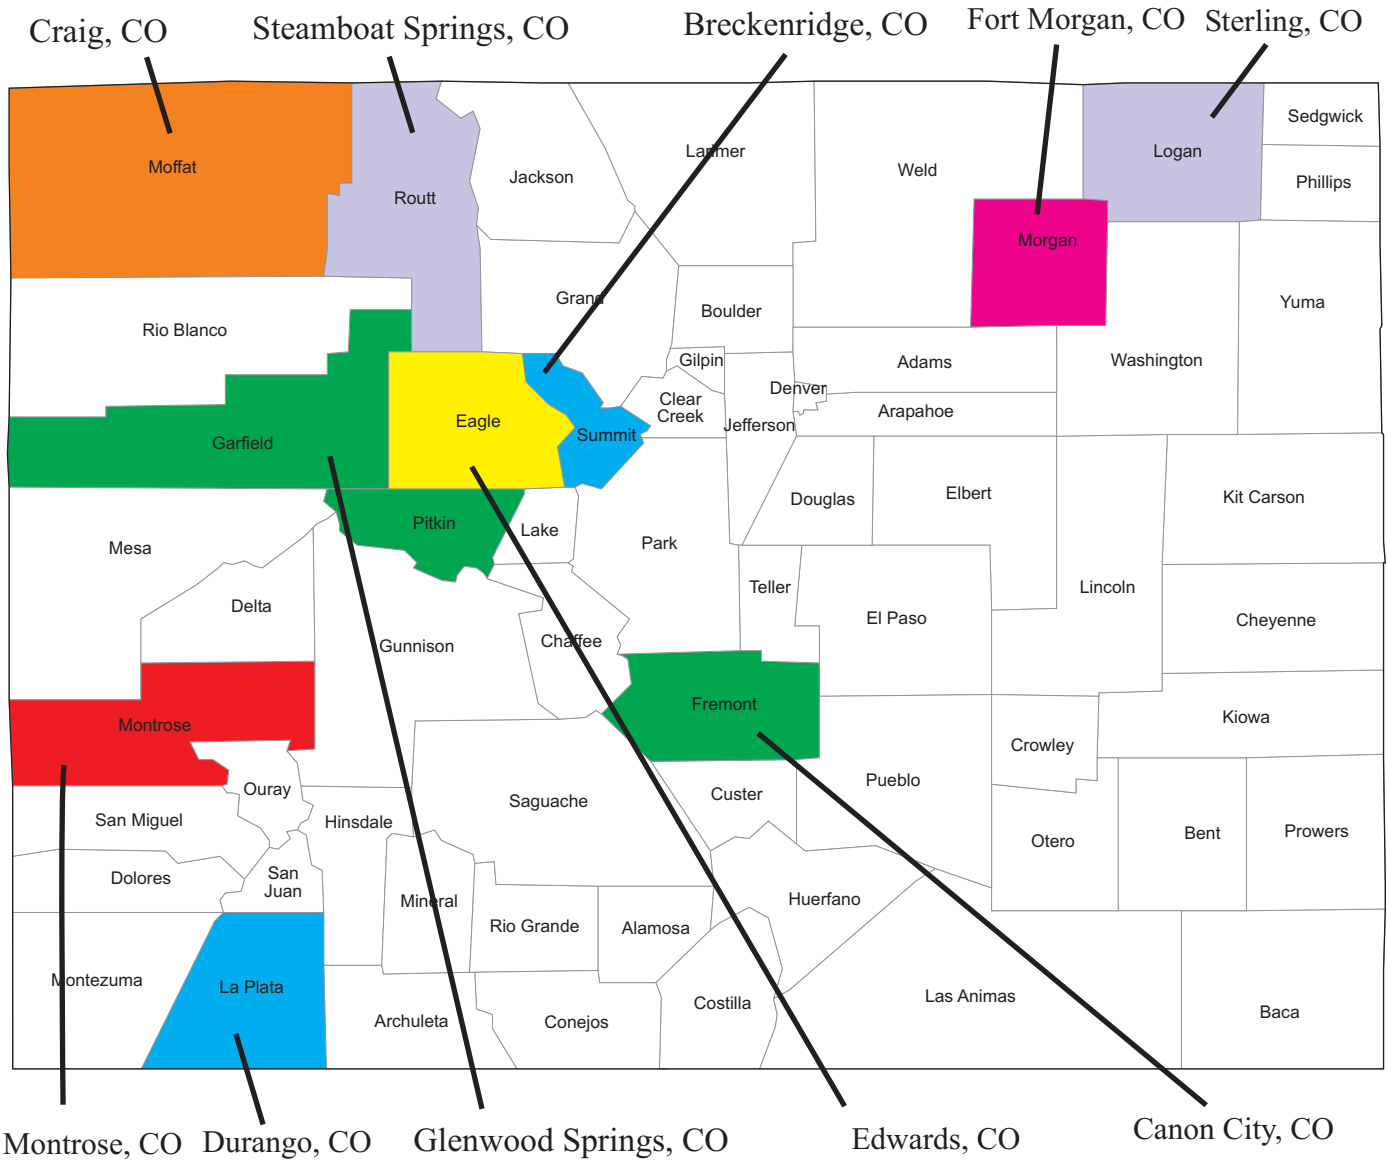 Craig, CO
Steamboat Springs, CO
Breckenridge, CO
Fort Morgan, CO
Sterling, CO
Moffat
Routt
Jackson
Larimer
Weld
Logan
Sedgwick
Phillips
Morgan
Rio Blanco
Grand
Boulder
Yuma
Gilpin
Adams
Washington
Denver
Clear
Creek
Arapahoe
Jefferson
Garfield
Eagle
Summit
Douglas
Elbert
Kit Carson
Pitkin
Lake
Park
Mesa
Teller
Lincoln
Delta
El Paso
Cheyenne
Gunnison
Chaffee
Fremont
Montrose
Kiowa
Crowley
Ouray
Pueblo
Custer
Saguache
San Miguel
Hinsdale
Otero
Bent
Prowers
Dolores
San
Juan
Mineral
Huerfano
Rio Grande
Alamosa
Montezuma
La Plata
Costilla
Las Animas
Archuleta
Conejos
Baca
Montrose, CO
Durango, CO
Glenwood Springs, CO
Edwards, CO
Canon City, CO